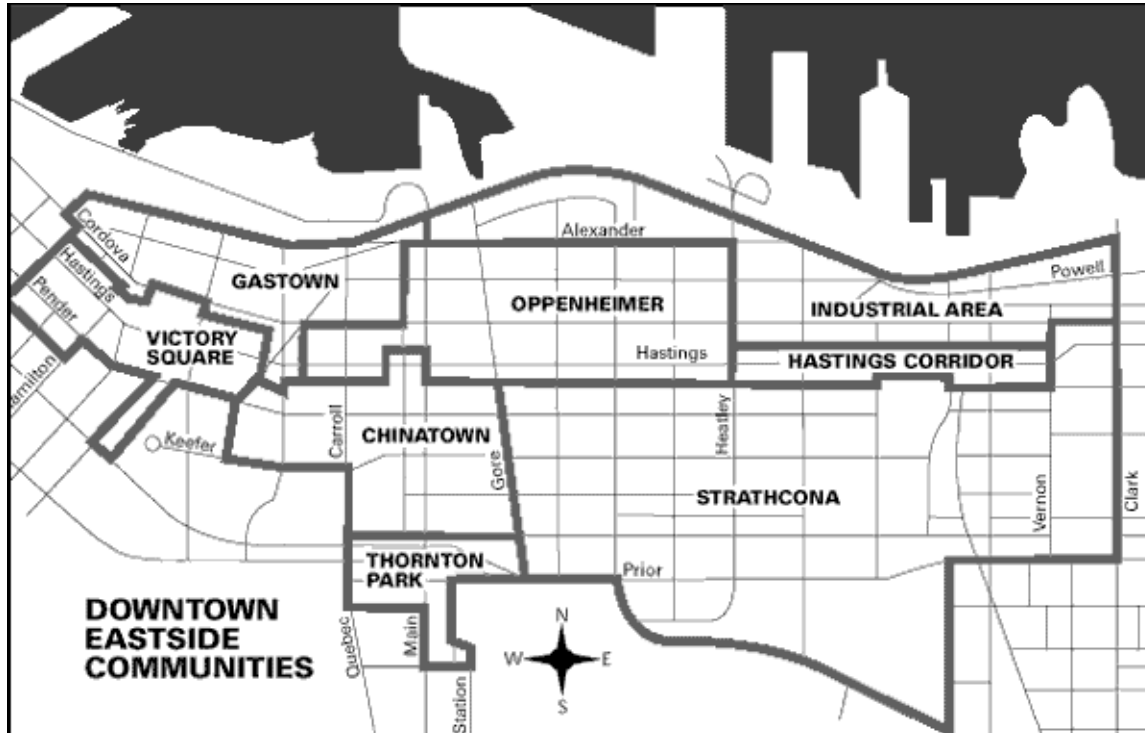 Alexander
Cordova
Powell
Hastings
GASTOWN
OPPENHEIMER
INDUSTRIAL AREA
Pender
VICTORY
SQUARE
Hastings
HASTINGS CORRIDOR
Keefer
Carroll
CHINATOWN
Gore
Heatley
STRATHCONA
Vernon
Clark
THORNTON
PARK
Prior
DOWNTOWN
EASTSIDE
COMMUNITIES
Quebec
Main
Station
N
W
E
S
amilton